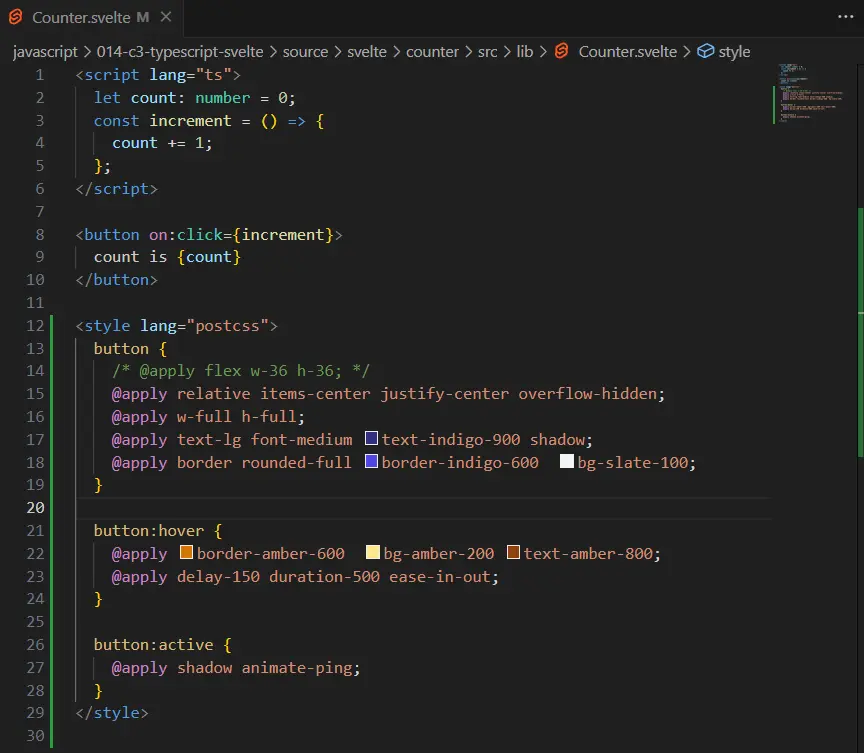 Counter.svelte M
javascript > 014-c3-typescript-svelte > source > svelte > counter > src > lib > Counter.svelte > style
1 <script lang="ts">
2 let count: number = 0;
3 const increment = () => {
4 count += 1;
5 };
6 </script>
7
8 <button on:click={increment}>
9 count is {count}
10 </button>
11
12 <style lang="postcss">
13 button {
14 /* @apply flex w-36 h-36; */
15 @apply relative items-center justify-center overflow-hidden;
16 @apply w-full h-full;
17 @apply text-lg font-medium text-indigo-900 shadow;
18 @apply border rounded-full border-indigo-600 bg-slate-100;
19 }
20
21 button:hover {
22 @apply border-amber-600 bg-amber-200 text-amber-800;
23 @apply delay-150 duration-500 ease-in-out;
24 }
25
26 button:active {
27 @apply shadow animate-ping;
28 }
29 </style>
30